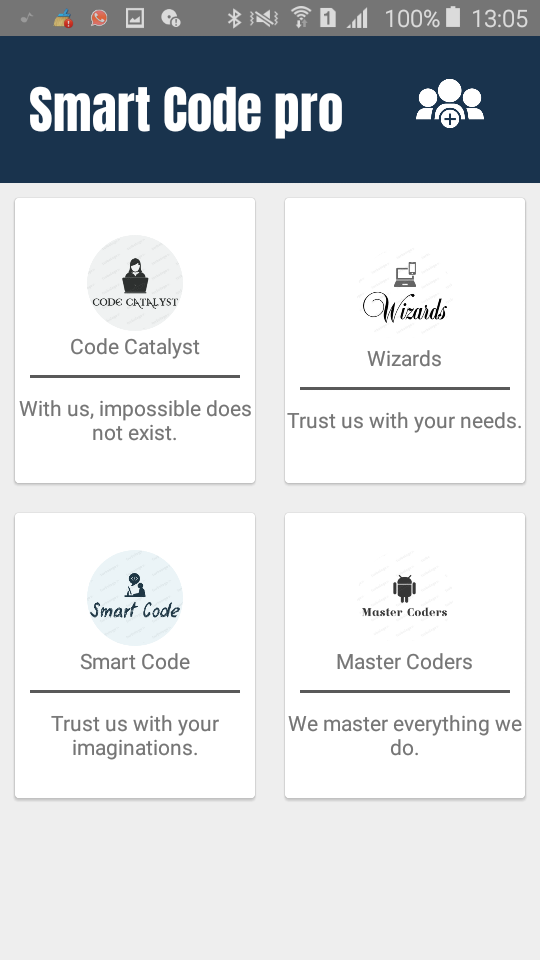 1 100% 13:05
Smart Code pro
CODE CATALYST
Code Catalyst
With us, impossible does
not exist.
Wizards
Wizards
Trust us with your needs.
Smart Code
Smart Code
Trust us with your
imaginations.
Master Coders
Master Coders
We master everything we
do.